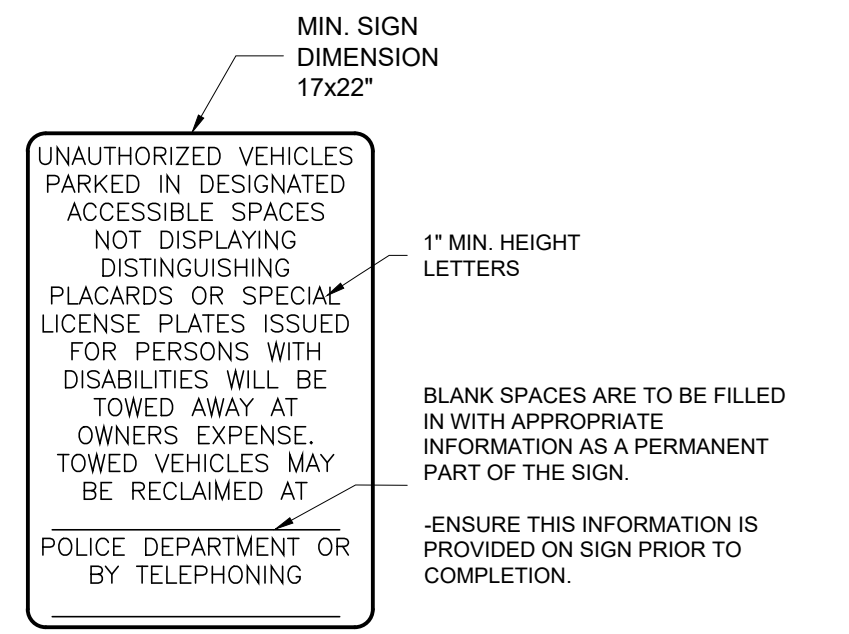 MIN. SIGN
DIMENSION
17x22"
UNAUTHORIZED VEHICLES
PARKED IN DESIGNATED
ACCESSIBLE SPACES
NOT DISPLAYING
DISTINGUISHING
PLACARDS OR SPECIAL
LICENSE PLATES ISSUED
FOR PERSONS WITH
DISABILITIES WILL BE
TOWED AWAY AT
OWNERS EXPENSE.
TOWED VEHICLES MAY
BE RECLAIMED AT
POLICE DEPARTMENT OR
BY TELEPHONING
1" MIN. HEIGHT
LETTERS
BLANK SPACES ARE TO BE FILLED
IN WITH APPROPRIATE
INFORMATION AS A PERMANENT
PART OF THE SIGN.
-ENSURE THIS INFORMATION IS
PROVIDED ON SIGN PRIOR TO
COMPLETION.